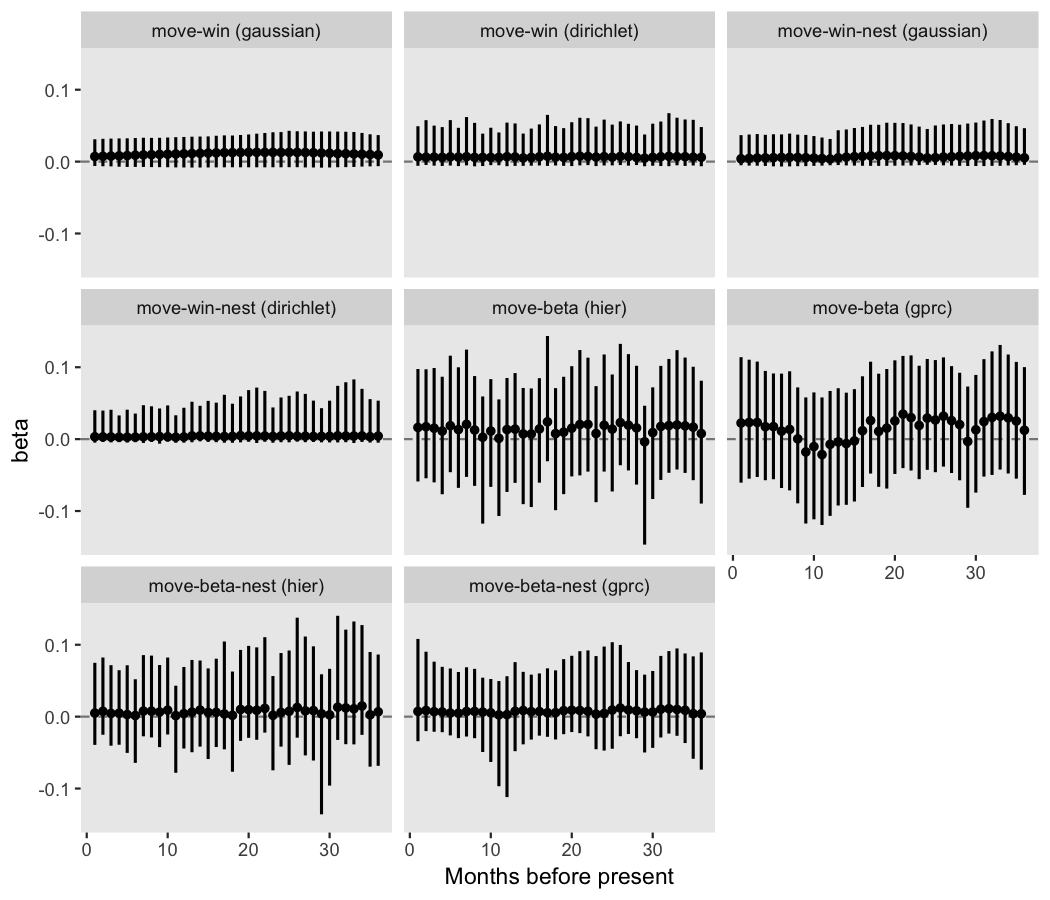 move-win (gaussian)
move-win (dirichlet)
move-win-nest (gaussian)
0.1
0.0
-0.1
move-win-nest (dirichlet)
move-beta (hier)
move-beta (gprc)
0.1
0.0
-0.1
0 10 20 30
move-beta-nest (hier)
move-beta-nest (gprc)
0.1
0.0
-0.1
0 10 20 30
0 10 20 30
Months before present
beta